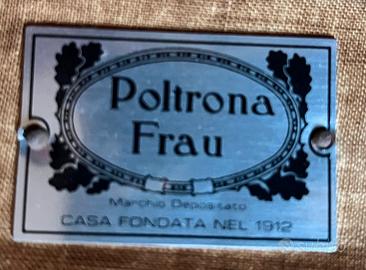 Poltrona
Frau
Marchio Depositato
CASA FONDATA NEL 1912